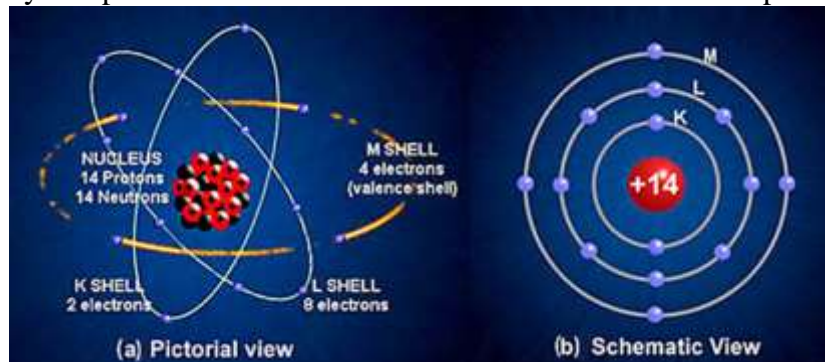 NUCLEUS
14 Protons
14 Neutrons
M SHELL
4 electrons
(valence shell)
K SHELL
2 electrons
L SHELL
8 electrons
(a) Pictorial view
M
L
K
+14
(b) Schematic View